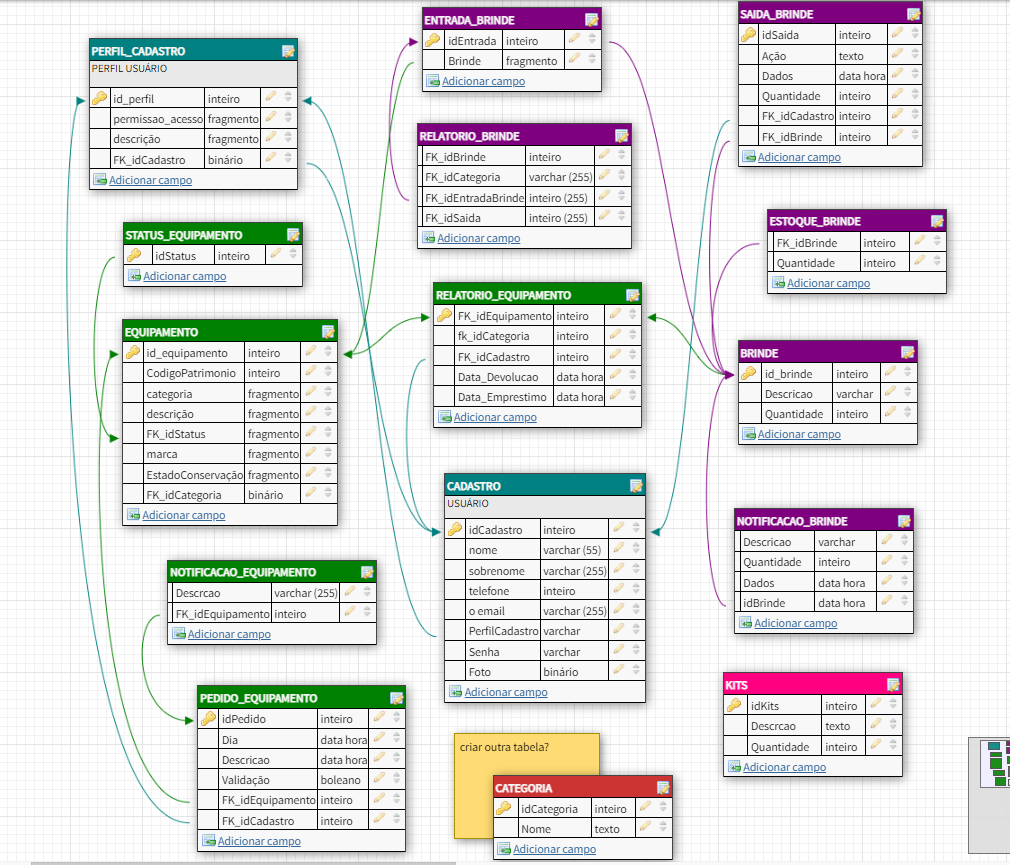 PERFIL_CADASTRO
PERFIL USUÁRIO
id_perfil inteiro
permissao_acesso fragmento
descrição fragmento
FK_idCadastro binário
Adicionar campo
STATUS_EQUIPAMENTO
idStatus inteiro
Adicionar campo
EQUIPAMENTO
id_equipamento inteiro
CodigoPatrimonio inteiro
categoria fragmento
descrição fragmento
FK_idStatus fragmento
marca fragmento
EstadoConservação fragmento
FK_idCategoria binário
Adicionar campo
NOTIFICACAO_EQUIPAMENTO
Descrcao varchar (255)
FK_idEquipamento inteiro
Adicionar campo
PEDIDO_EQUIPAMENTO
idPedido inteiro
Dia data hora
Descricao data hora
Validação boleano
FK_idEquipamento inteiro
FK_idCadastro inteiro
Adicionar campo
ENTRADA_BRINDE
idEntrada inteiro
Brinde fragmento
Adicionar campo
RELATORIO_BRINDE
FK_idBrinde inteiro
FK_idCategoria varchar (255)
FK_idEntradaBrinde inteiro (255)
FK_idSaida inteiro (255)
Adicionar campo
RELATORIO_EQUIPAMENTO
FK_idEquipamento inteiro
fk_idCategoria inteiro
FK_idCadastro inteiro
Data_Devolucao data hora
Data_Emprestimo data hora
Adicionar campo
CADASTRO
USUÁRIO
idCadastro inteiro
nome varchar (55)
sobrenome varchar (255)
telefone inteiro
o email varchar (255)
PerfilCadastro varchar
Senha varchar
Foto binário
Adicionar campo
criar outra tabela?
CATEGORIA
idCategoria inteiro
Nome texto
Adicionar campo
SAIDA_BRINDE
idSaida inteiro
Ação texto
Dados data hora
Quantidade inteiro
FK_idCadastro inteiro
FK_idBrinde inteiro
Adicionar campo
ESTOQUE_BRINDE
FK_idBrinde inteiro
Quantidade inteiro
Adicionar campo
BRINDE
id_brinde inteiro
Descricao varchar
Quantidade inteiro
Adicionar campo
NOTIFICACAO_BRINDE
Descricao varchar
Quantidade inteiro
Dados data hora
idBrinde data hora
Adicionar campo
KITS
idKits inteiro
Descrcao texto
Quantidade inteiro
Adicionar campo